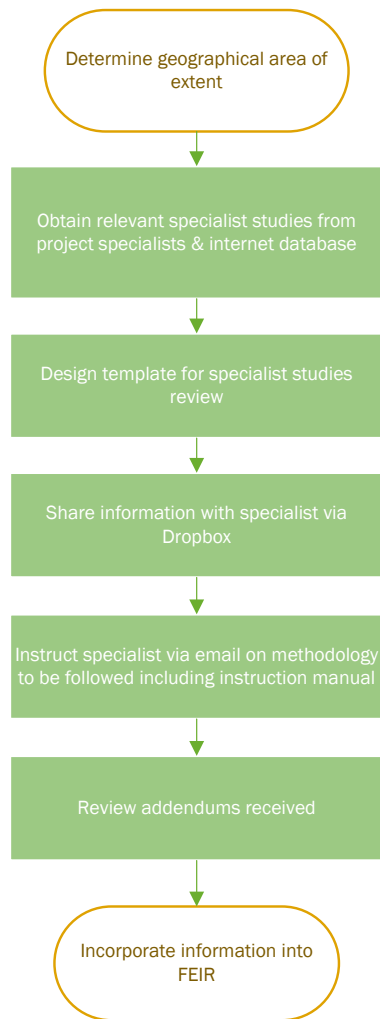 Determine geographical area of
extent
Obtain relevant specialist studies from
project specialists & internet database
Design template for specialist studies
review
Share information with specialist via
Dropbox
Instruct specialist via email on methodology
to be followed including instruction manual
Review addendums received
Incorporate information into
FEIR